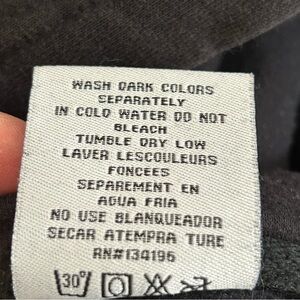 WASH DARK COLORS
SEPARATELY
IN COLD WATER DO NOT
BLEACH
TUMBLE DRY LOW
LAVER LESCOULEURS
FONCEES
SEPAREMENT EN
AGUA FRIA
NO USE BLANQUEADOR
SECAR ATEMPRA TURE
RN#134196
30°